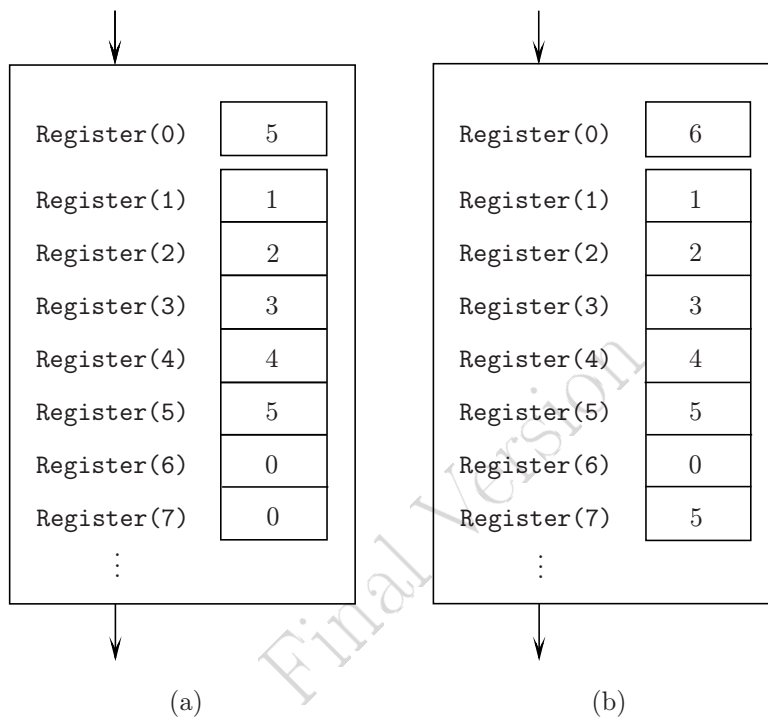 Register(0) 5
Register(1) 1
Register(2) 2
Register(3) 3
Register(4) 4
Register(5) 5
Register(6) 0
Register(7) 0
⋮
(a)
Register(0) 6
Register(1) 1
Register(2) 2
Register(3) 3
Register(4) 4
Register(5) 5
Register(6) 0
Register(7) 5
⋮
(b)
Final Version